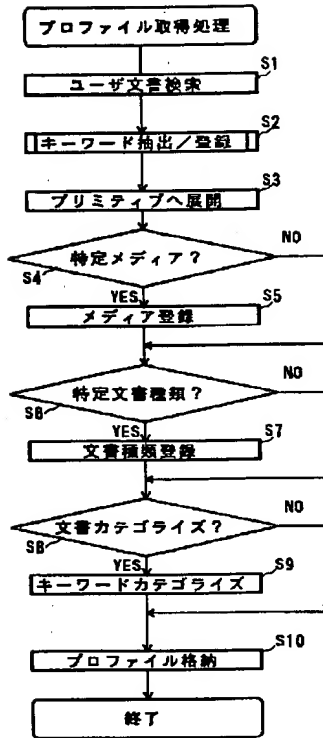 プロファイル取得処理
S1
ユーザ文書検索
S2
キーワード抽出/登録
S3
プリミティブへ展開
特定メディア?
NO
S4
YES
S5
メディア登録
特定文書種類?
NO
S6
YES
S7
文書種類登録
文書カテゴライズ?
NO
S8
YES
S9
キーワードカテゴライズ
S10
プロファイル格納
終了